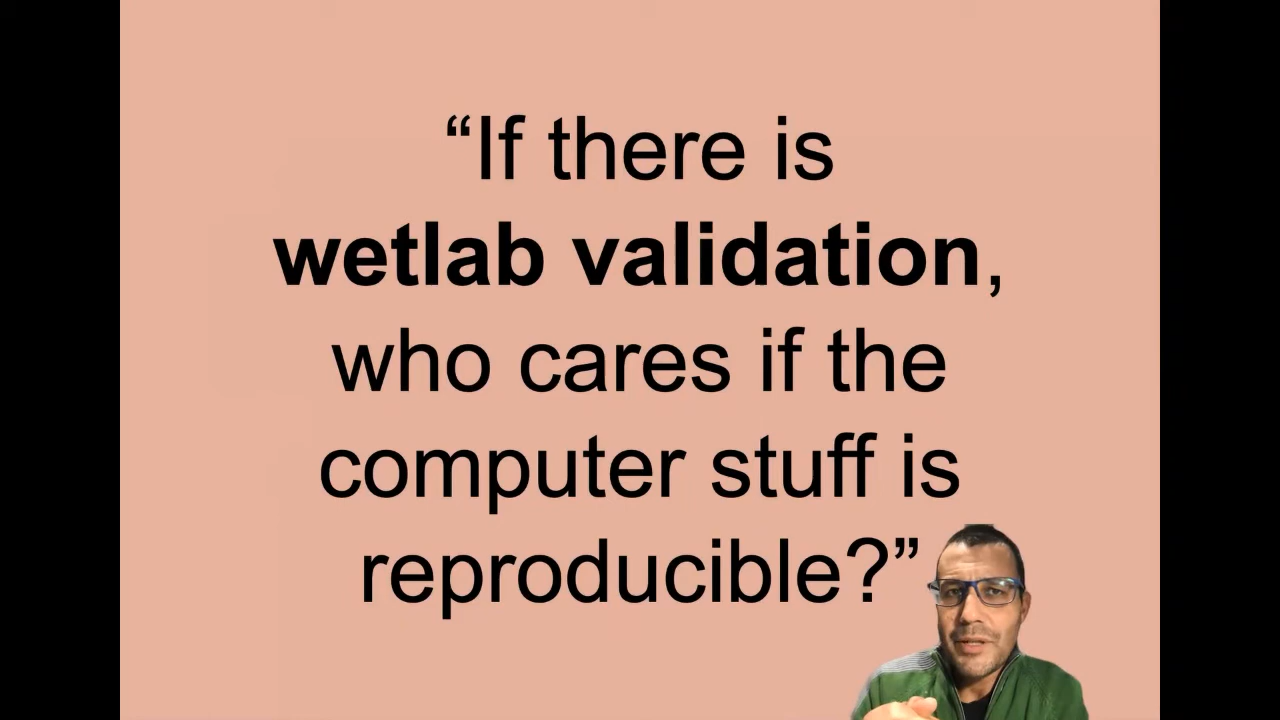 “If there is
wetlab validation,
who cares if the
computer stuff is
reproducible?”